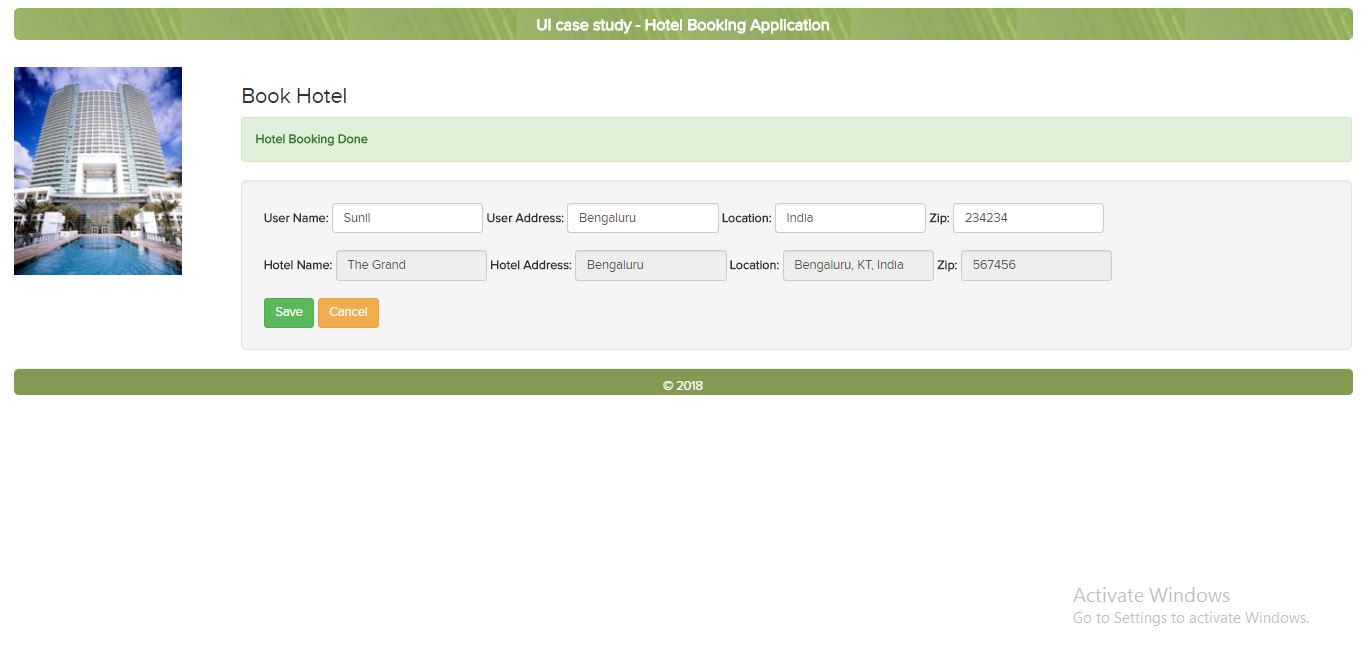 UI case study - Hotel Booking Application
Book Hotel
Hotel Booking Done
User Name: Sunil User Address: Bengaluru Location: India Zip: 234234
Hotel Name: The Grand Hotel Address: Bengaluru Location: Bengaluru, KT, India Zip: 567456
Save Cancel
© 2018
Activate Windows
Go to Settings to activate Windows.